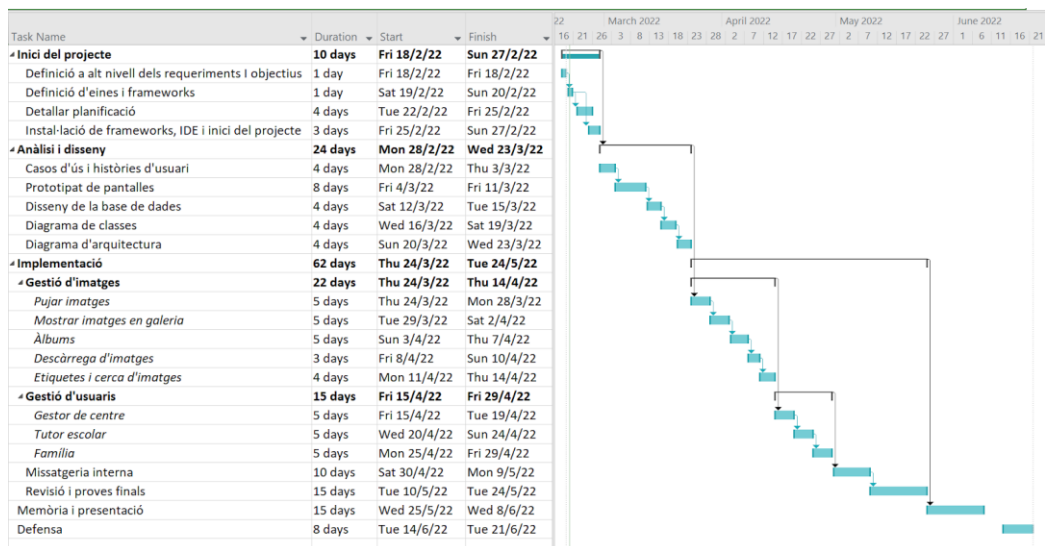 22 March 2022 April 2022 May 2022 June 2022
Task Name Duration Start Finish 16 21 26 3 8 13 18 23 28 2 7 12 17 22 27 2 7 12 17 22 27 1 6 11 16 21
Inici del projecte 10 days Fri 18/2/22 Sun 27/2/22
Definició a alt nivell dels requeriments I objectius 1 day Fri 18/2/22 Fri 18/2/22
Definició d'eines i frameworks 1 day Sat 19/2/22 Sun 20/2/22
Detallar planificació 4 days Tue 22/2/22 Fri 25/2/22
Instal·lació de frameworks, IDE i inici del projecte 3 days Fri 25/2/22 Sun 27/2/22
Anàlisi i disseny 24 days Mon 28/2/22 Wed 23/3/22
Casos d'ús i històries d'usuari 4 days Mon 28/2/22 Thu 3/3/22
Prototipat de pantalles 8 days Fri 4/3/22 Fri 11/3/22
Disseny de la base de dades 4 days Sat 12/3/22 Tue 15/3/22
Diagrama de classes 4 days Wed 16/3/22 Sat 19/3/22
Diagrama d'arquitectura 4 days Sun 20/3/22 Wed 23/3/22
Implementació 62 days Thu 24/3/22 Tue 24/5/22
Gestió d'imatges 22 days Thu 24/3/22 Thu 14/4/22
Pujar imatges 5 days Thu 24/3/22 Mon 28/3/22
Mostrar imatges en galeria 5 days Tue 29/3/22 Sat 2/4/22
Àlbums 5 days Sun 3/4/22 Thu 7/4/22
Descàrrega d'imatges 3 days Fri 8/4/22 Sun 10/4/22
Etiquetes i cerca d'imatges 4 days Mon 11/4/22 Thu 14/4/22
Gestió d'usuaris 15 days Fri 15/4/22 Fri 29/4/22
Gestor de centre 5 days Fri 15/4/22 Tue 19/4/22
Tutor escolar 5 days Wed 20/4/22 Sun 24/4/22
Família 5 days Mon 25/4/22 Fri 29/4/22
Missatgeria interna 10 days Sat 30/4/22 Mon 9/5/22
Revisió i proves finals 15 days Tue 10/5/22 Tue 24/5/22
Memòria i presentació 15 days Wed 25/5/22 Wed 8/6/22
Defensa 8 days Tue 14/6/22 Tue 21/6/22